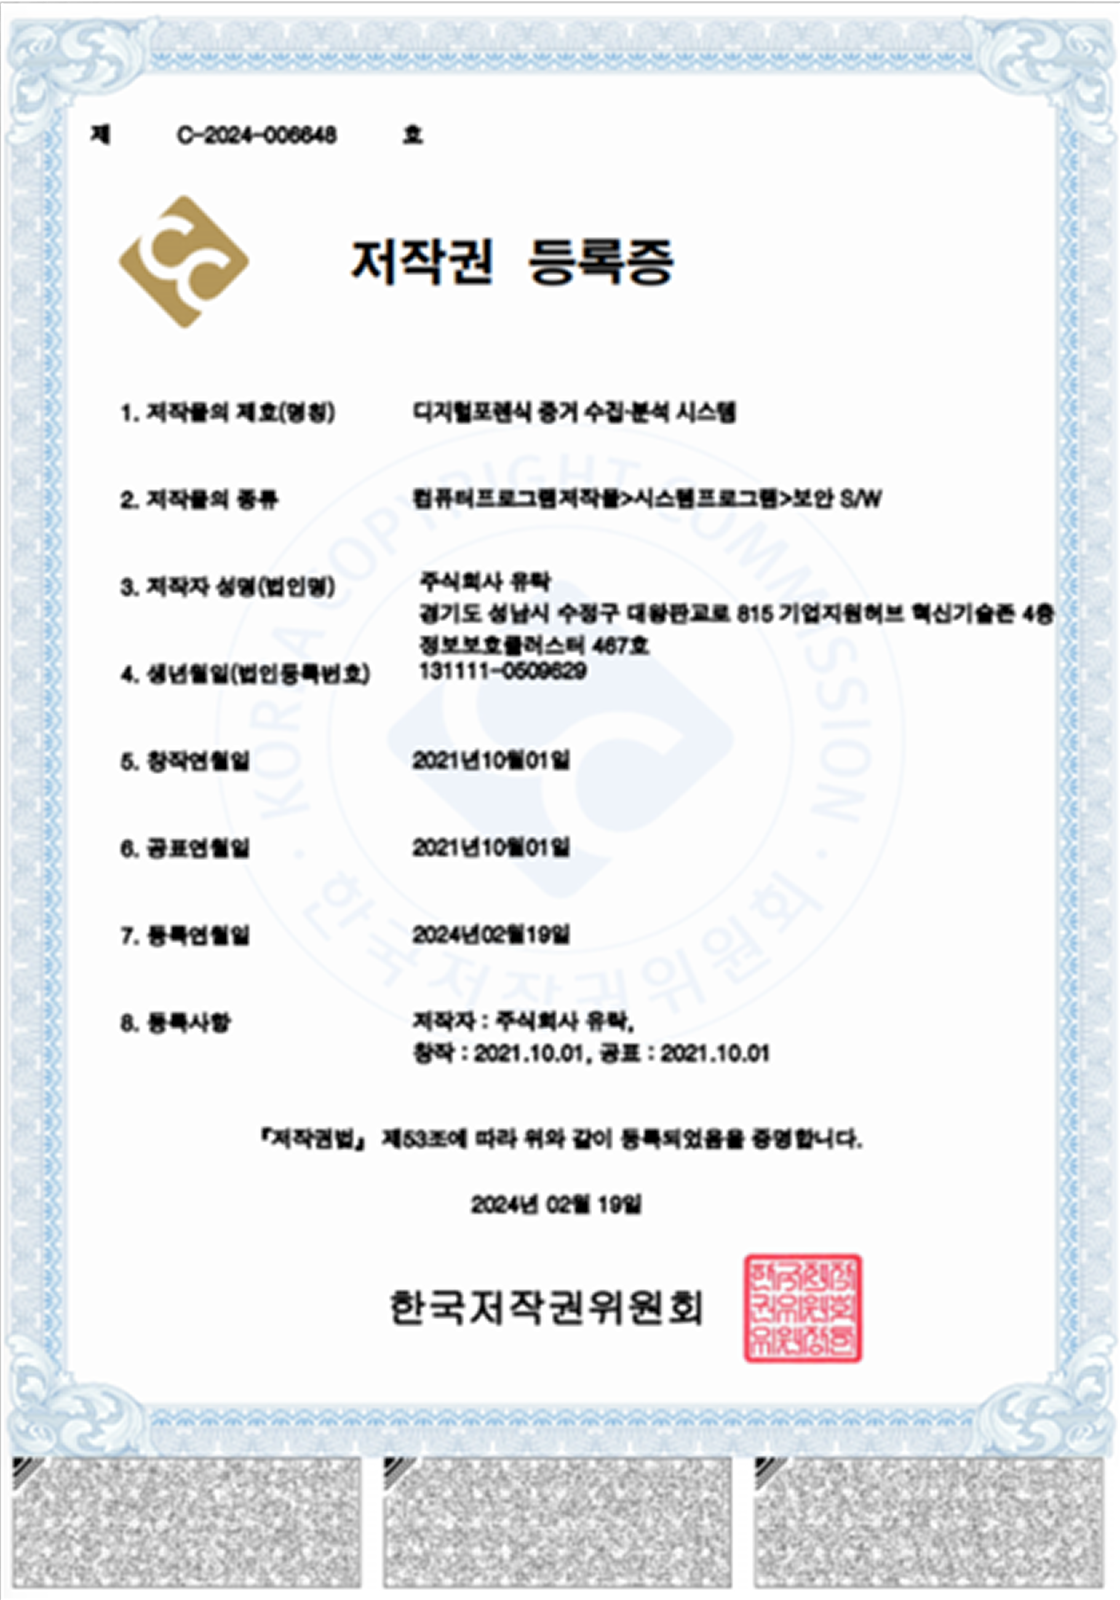 제 C-2024-006648 호
저작권 등록증
1. 저작물의 제호(명칭) 디지털포렌식 증거 수집·분석 시스템
2. 저작물의 종류 컴퓨터프로그램저작물>시스템프로그램>보안 S/W
3. 저작자 성명(법인명) 주식회사 유락
경기도 성남시 수정구 대왕판교로 815 기업지원허브 혁신기술존 4층
정보보호클러스터 467호
4. 생년월일(법인등록번호) 131111-0509629
5. 창작연월일 2021년10월01일
6. 공표연월일 2021년10월01일
7. 등록연월일 2024년02월19일
8. 등록사항 저작자 : 주식회사 유락,
창작 : 2021.10.01, 공표 : 2021.10.01
『저작권법』 제53조에 따라 위와 같이 등록되었음을 증명합니다.
2024년 02월 19일
한국저작권위원회
KOREA COPYRIGHT COMMISSION
한국저작권위원회